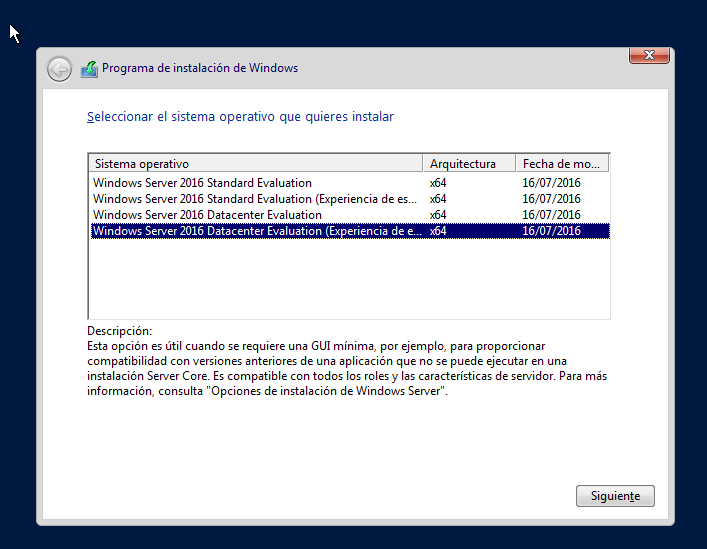 Programa de instalación de Windows
Seleccionar el sistema operativo que quieres instalar
Sistema operativo Arquitectura Fecha de mo...
Windows Server 2016 Standard Evaluation x64 16/07/2016
Windows Server 2016 Standard Evaluation (Experiencia de es... x64 16/07/2016
Windows Server 2016 Datacenter Evaluation x64 16/07/2016
Windows Server 2016 Datacenter Evaluation (Experiencia de e... x64 16/07/2016
Descripción:
Esta opción es útil cuando se requiere una GUI mínima, por ejemplo, para proporcionar
compatibilidad con versiones anteriores de una aplicación que no se puede ejecutar en una
instalación Server Core. Es compatible con todos los roles y las características de servidor. Para más
información, consulta "Opciones de instalación de Windows Server".
Siguiente